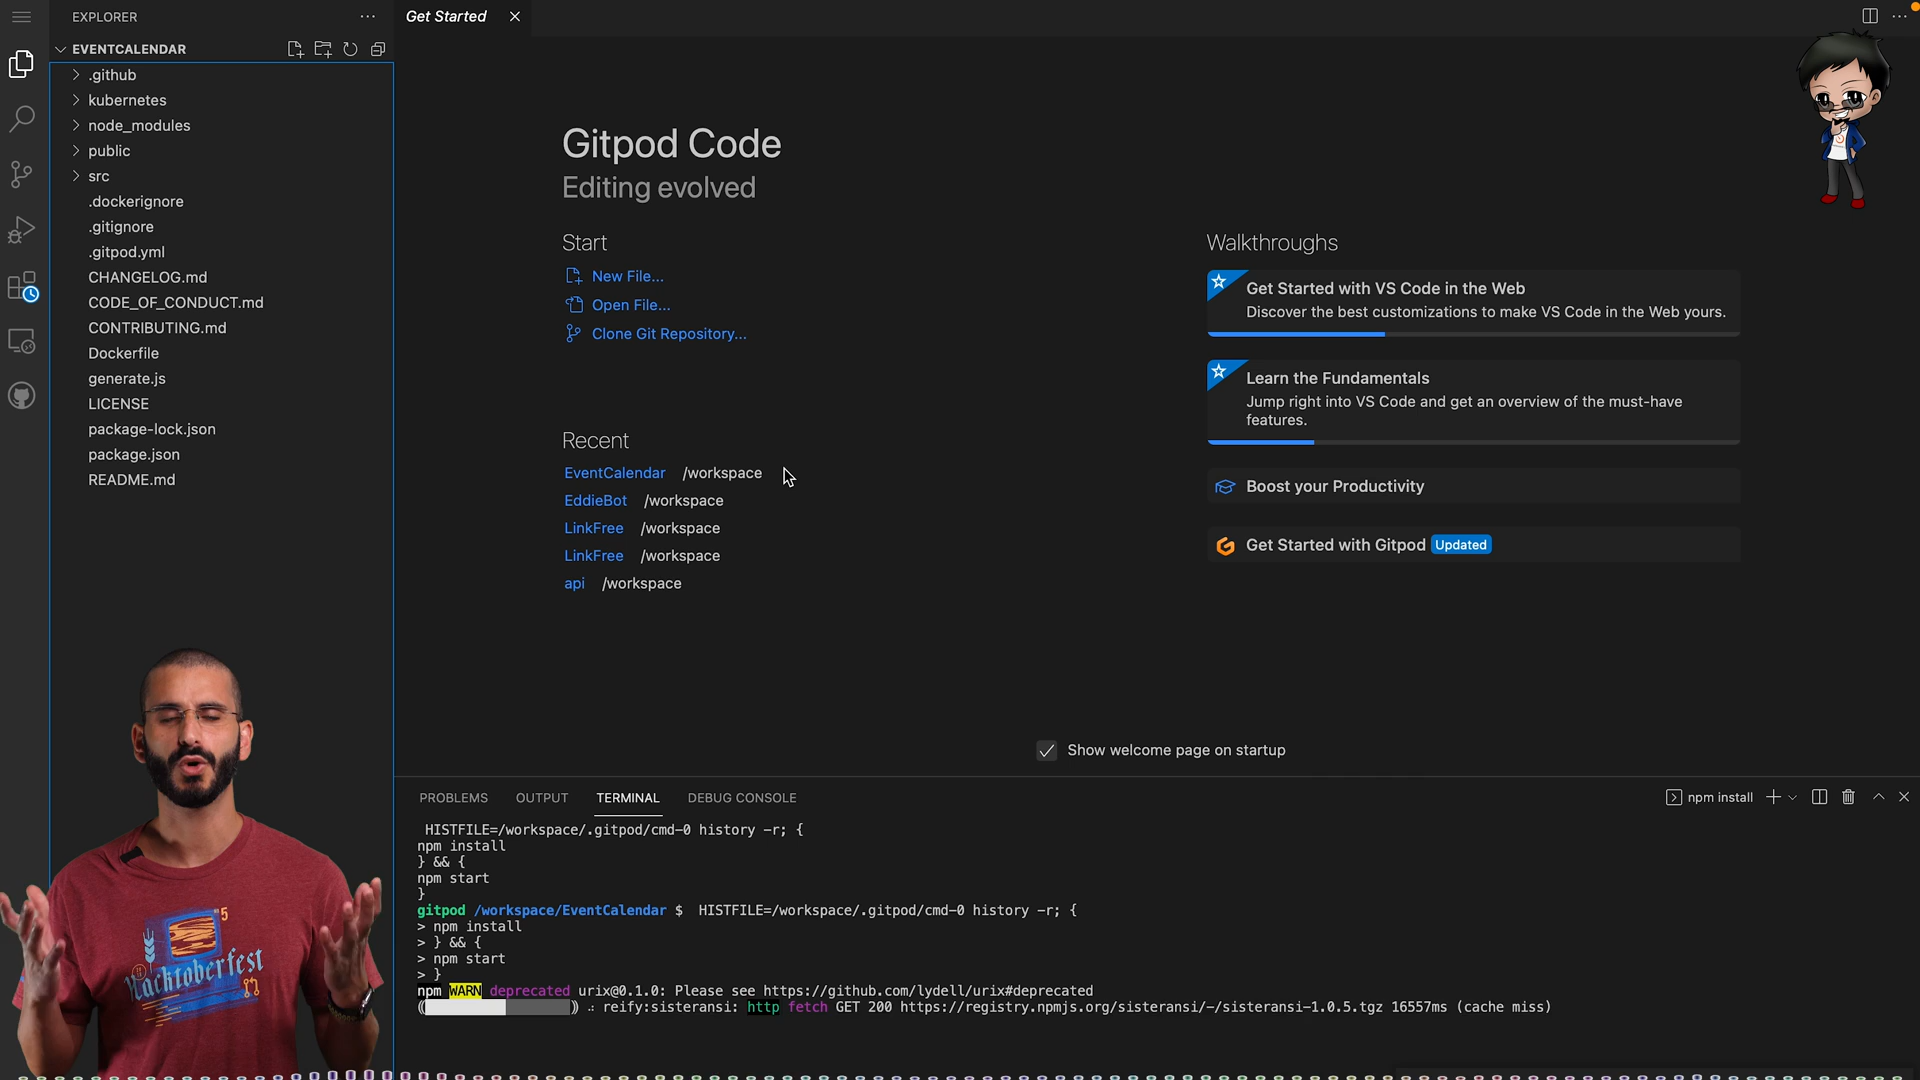 EXPLORER
EVENTCALENDAR
.github
kubernetes
node_modules
public
src
.dockerignore
.gitignore
.gitpod.yml
CHANGELOG.md
CODE_OF_CONDUCT.md
CONTRIBUTING.md
Dockerfile
generate.js
LICENSE
package-lock.json
package.json
README.md
Get Started
Gitpod Code
Editing evolved
Start
New File...
Open File...
Clone Git Repository...
Recent
EventCalendar /workspace
EddieBot /workspace
LinkFree /workspace
LinkFree /workspace
api /workspace
Walkthroughs
Get Started with VS Code in the Web
Discover the best customizations to make VS Code in the Web yours.
Learn the Fundamentals
Jump right into VS Code and get an overview of the must-have
features.
Boost your Productivity
Get Started with Gitpod Updated
Show welcome page on startup
PROBLEMS OUTPUT TERMINAL DEBUG CONSOLE
npm install
HISTFILE=/workspace/.gitpod/cmd-0 history -r; {
npm install
} && {
npm start
}
gitpod /workspace/EventCalendar $ HISTFILE=/workspace/.gitpod/cmd-0 history -r; {
> npm install
> } && {
> npm start
> }
npm WARN deprecated urix@0.1.0: Please see https://github.com/lydell/urix#deprecated
reify:sisteransi: http fetch GET 200 https://registry.npmjs.org/sisteransi/-/sisteransi-1.0.5.tgz 16557ms (cache miss)
#5
Hacktoberfest